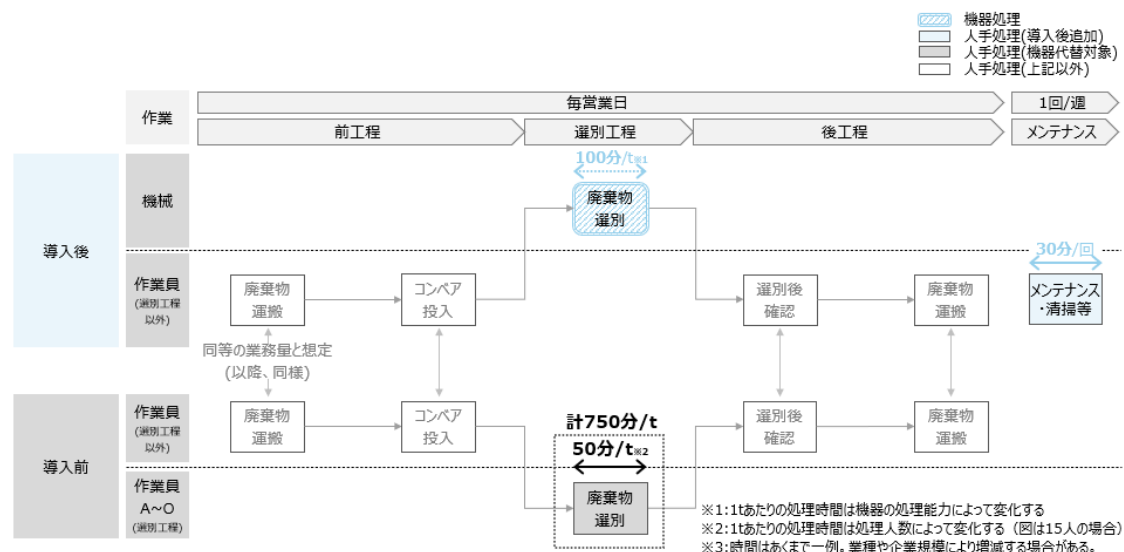 機器処理
人手処理(導入後追加)
人手処理(機器代替対象)
人手処理(上記以外)
作業
毎営業日
1回/週
前工程
選別工程
後工程
メンテナンス
導入後
機械
100分/t※1
廃棄物
選別
作業員
(選別工程
以外)
廃棄物
運搬
コンベア
投入
選別後
確認
廃棄物
運搬
30分/回
メンテナンス
・清掃等
同等の業務量と想定
(以降、同様)
導入前
作業員
(選別工程
以外)
廃棄物
運搬
コンベア
投入
選別後
確認
廃棄物
運搬
計750分/t
50分/t※2
作業員
A~O
(選別工程)
廃棄物
選別
※1:1tあたりの処理時間は機器の処理能力によって変化する
※2:1tあたりの処理時間は処理人数によって変化する（図は15人の場合）
※3:時間はあくまで一例。業種や企業規模により増減する場合がある。